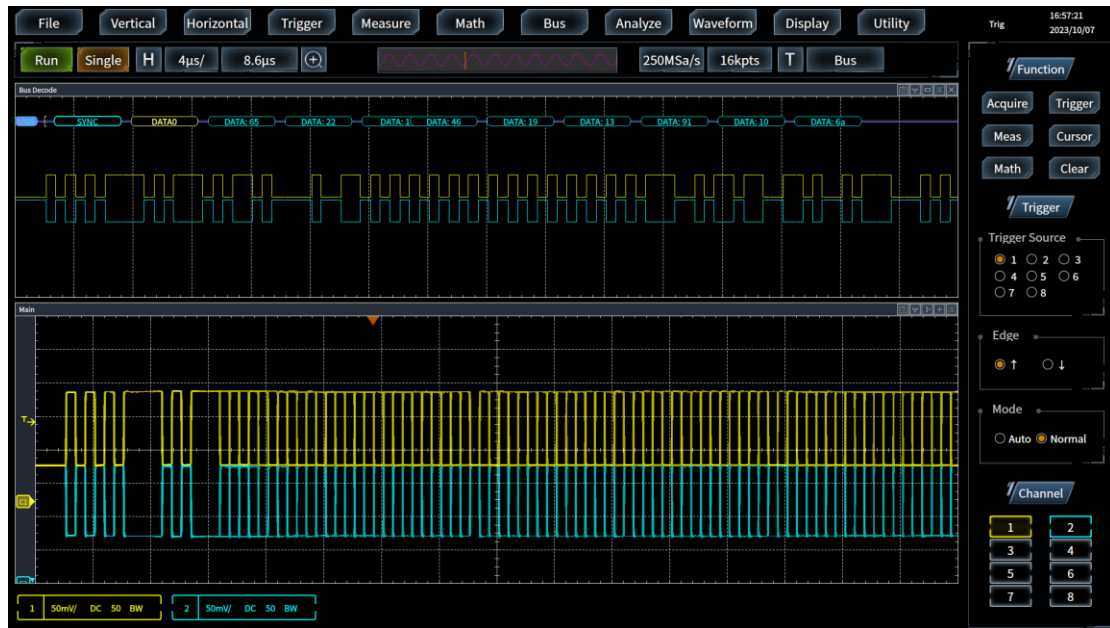 File Vertical Horizontal Trigger Measure Math Bus Analyze Waveform Display Utility Trig 16:57:21
2023/10/07
Run Single H 4μs/ 8.6μs 250MSa/s 16kpts T Bus
Function
Bus Decode
Acquire Trigger
SYNC DATA0 DATA: 65 DATA: 22 DATA: 1 DATA: 46 DATA: 19 DATA: 13 DATA: 91 DATA: 10 DATA: 6a
Meas Cursor
Math Clear
Trigger
Trigger Source
1 2 3
4 5 6
7 8
Main
Edge
↑ ↓
Mode
T
Auto Normal
Channel
C1
1 2
3 4
5 6
7 8
1 50mV/ DC 50 BW 2 50mV/ DC 50 BW